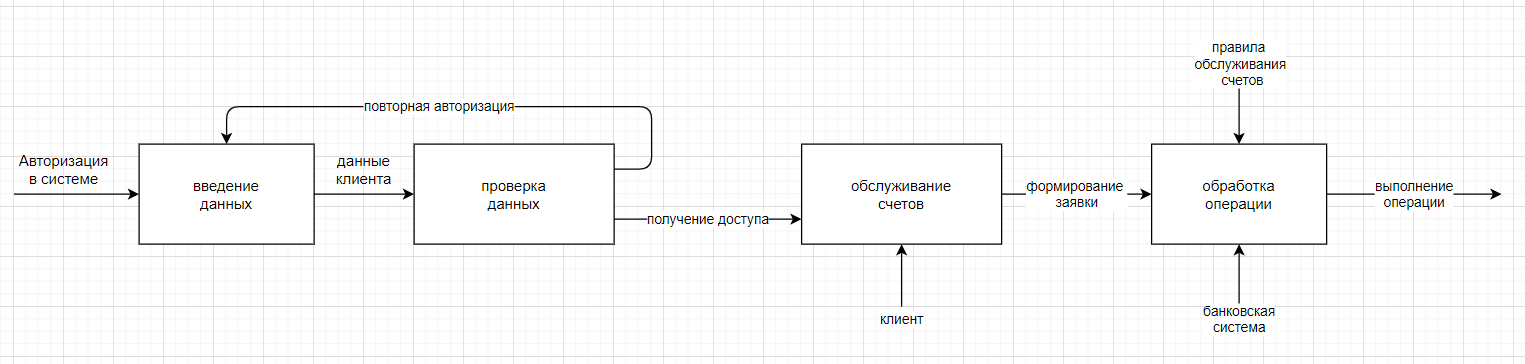 правила
обслуживания
счетов
повторная авторизация
Авторизация
в системе
введение
данных
данные
клиента
проверка
данных
получение доступа
обслуживание
счетов
формирование
заявки
обработка
операции
выполнение
операции
клиент
банковская
система